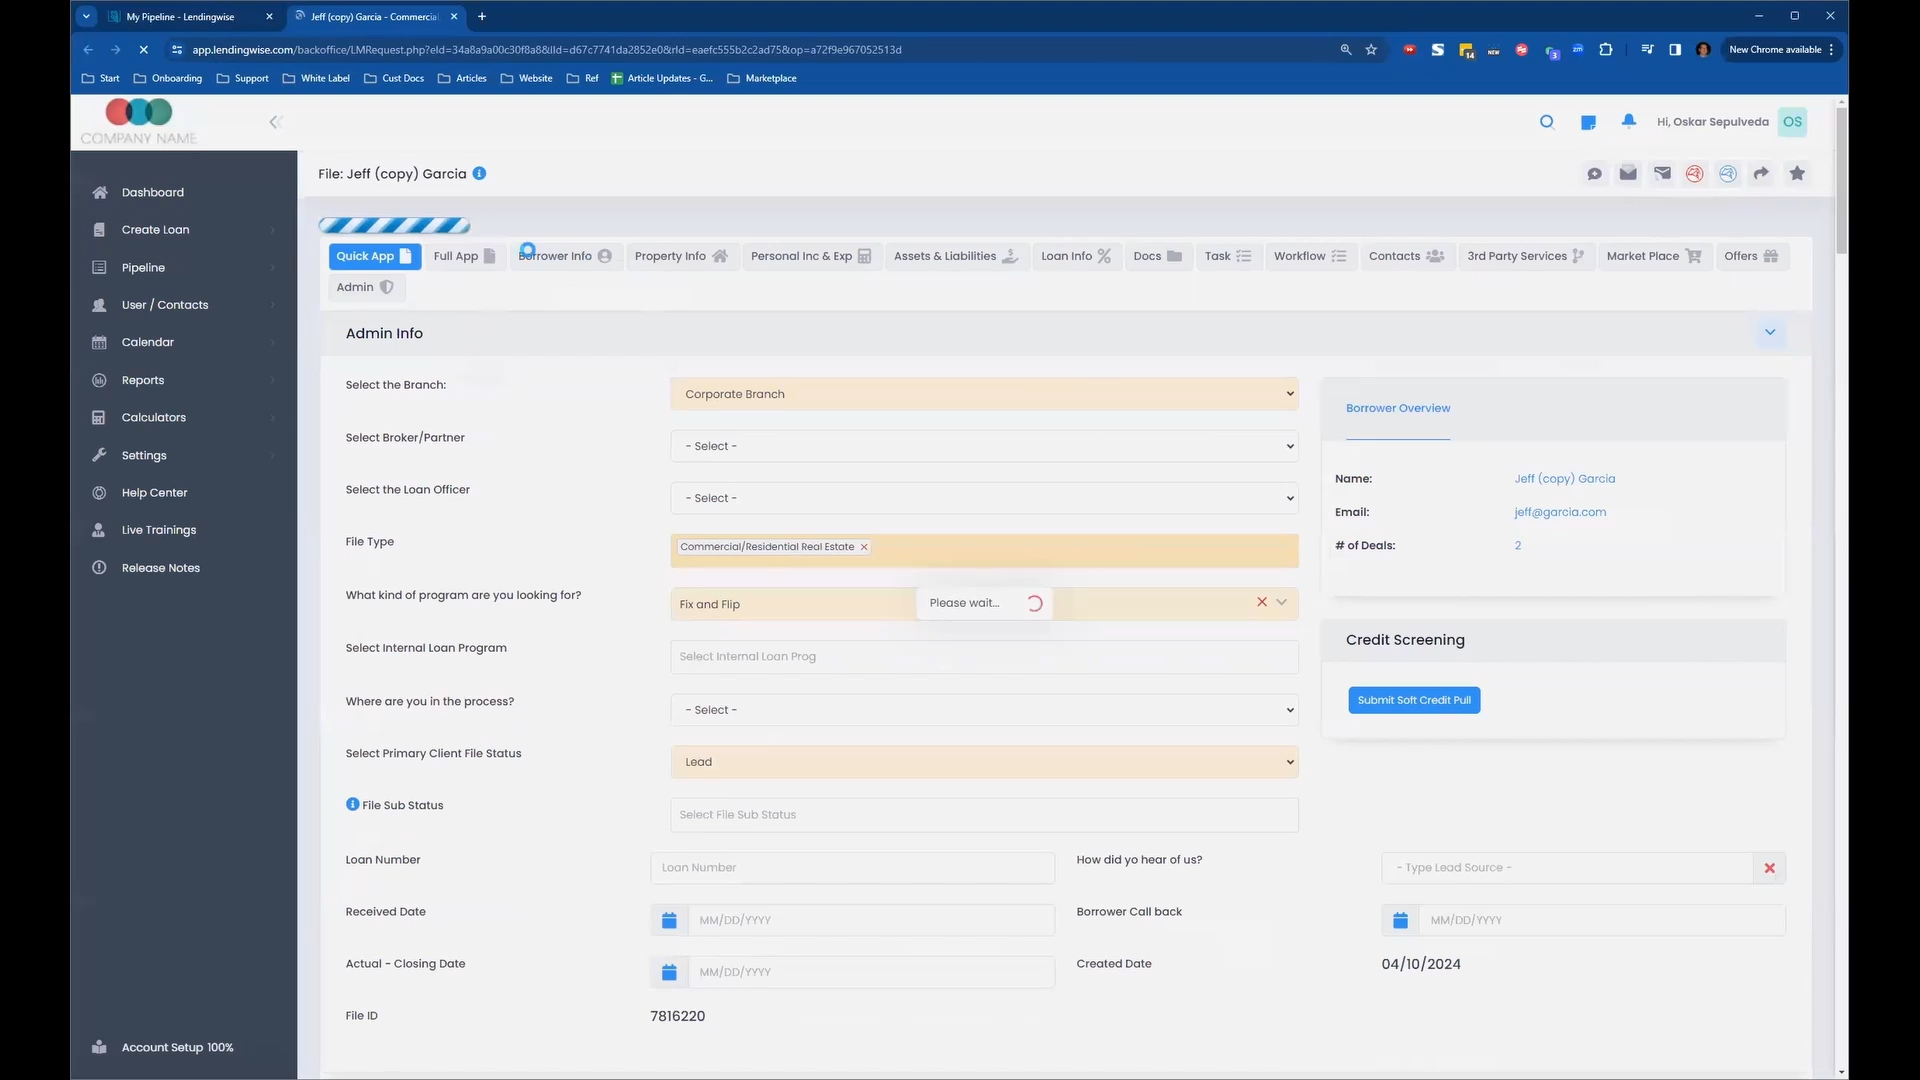 My Pipeline - Lendingwise
Jeff (copy) Garcia - Commercia
app.lendingwise.com/backoffice/LMRequest.php?eId=34a8a9a00c30f8a8&lId=d67c7741da2852e0&rId=eaefc555b2c2ad75&op=a72f9e967052513d
14
NEW
zm
3
New Chrome available
Start
Onboarding
Support
White Label
Cust Docs
Articles
Website
Ref
Article Updates - G...
Marketplace
COMPANY NAME
Hi, Oskar Sepulveda
OS
File: Jeff (copy) Garcia
Dashboard
Create Loan
Pipeline
User / Contacts
Calendar
Reports
Calculators
Settings
Help Center
Live Trainings
Release Notes
Account Setup 100%
Quick App
Full App
Borrower Info
Property Info
Personal Inc & Exp
Assets & Liabilities
Loan Info
Docs
Task
Workflow
Contacts
3rd Party Services
Market Place
Offers
Admin
Admin Info
Select the Branch:
Corporate Branch
Select Broker/Partner
- Select -
Select the Loan Officer
- Select -
File Type
Commercial/Residential Real Estate
What kind of program are you looking for?
Fix and Flip
Please wait...
Select Internal Loan Program
Select Internal Loan Prog
Where are you in the process?
- Select -
Select Primary Client File Status
Lead
File Sub Status
Select File Sub Status
Loan Number
Loan Number
How did yo hear of us?
- Type Lead Source -
Received Date
MM/DD/YYYY
Borrower Call back
MM/DD/YYYY
Actual - Closing Date
MM/DD/YYYY
Created Date
04/10/2024
File ID
7816220
Borrower Overview
Name:
Jeff (copy) Garcia
Email:
jeff@garcia.com
# of Deals:
2
Credit Screening
Submit Soft Credit Pull